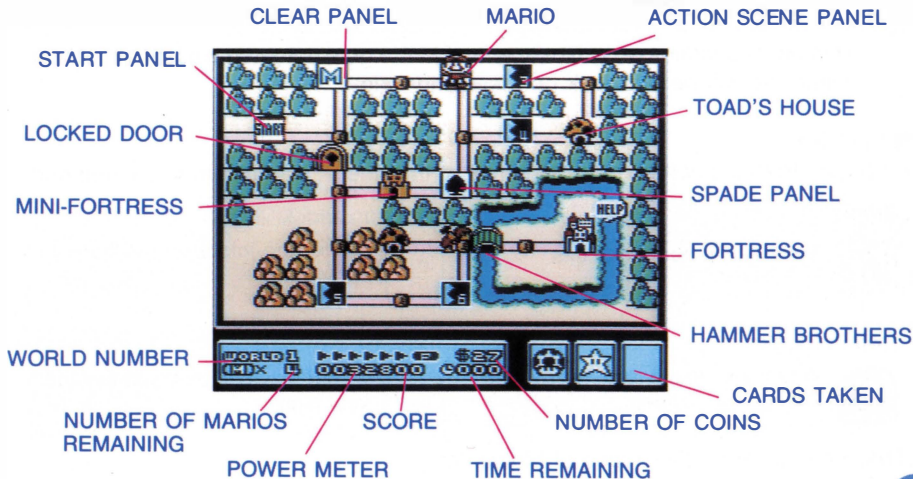 CLEAR PANEL
MARIO
ACTION SCENE PANEL
START PANEL
M
3
TOAD'S HOUSE
LOCKED DOOR
START
4
MINI-FORTRESS
SPADE PANEL
HELP
FORTRESS
5
6
HAMMER BROTHERS
WORLD NUMBER
WORLD 1 P $27
(M)× 4 0032800 000
CARDS TAKEN
NUMBER OF MARIOS
REMAINING
SCORE
NUMBER OF COINS
POWER METER
TIME REMAINING